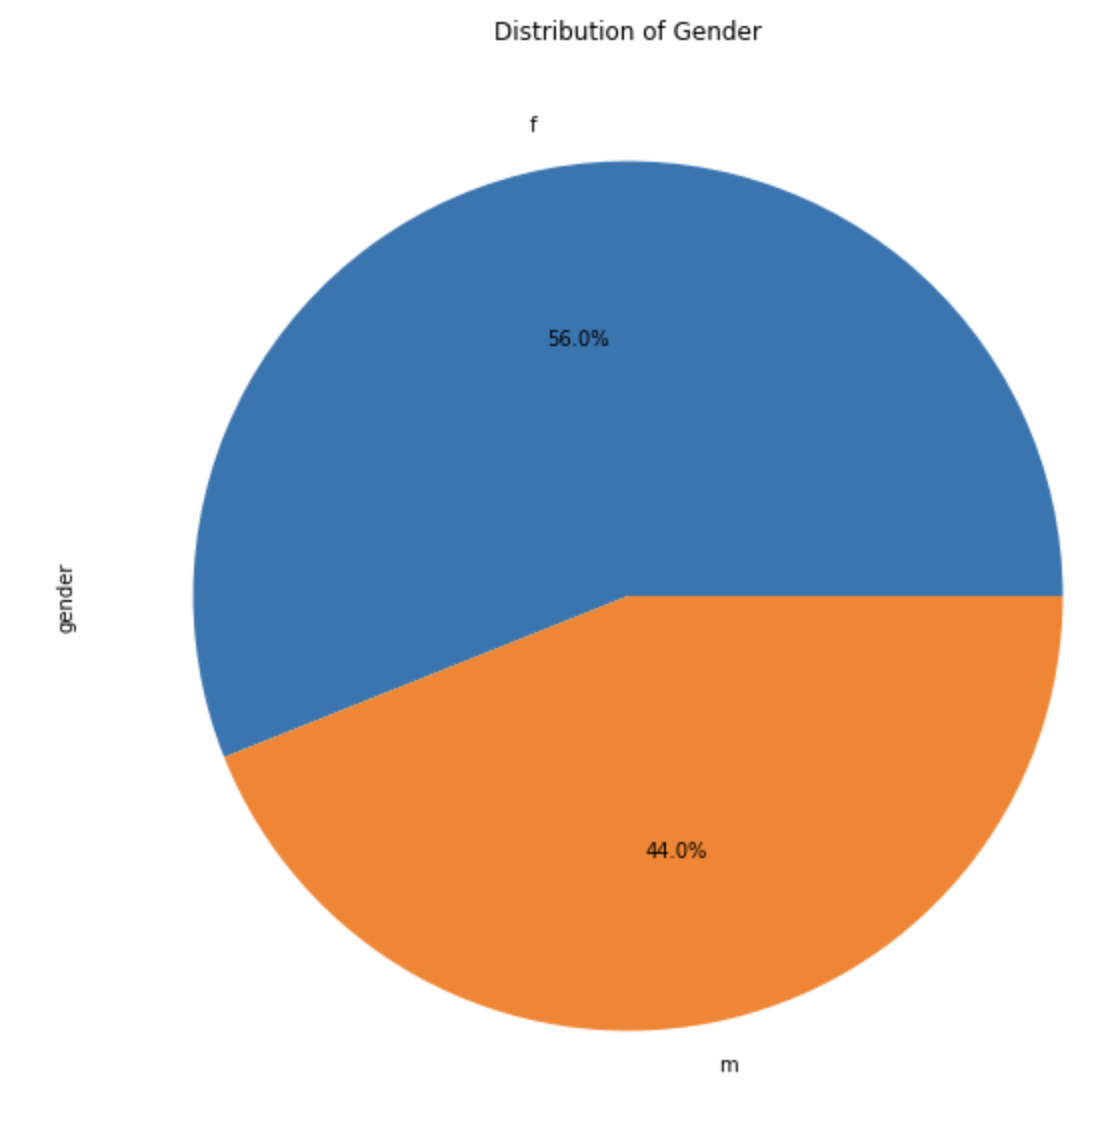 Distribution of Gender
f
56.0%
gender
44.0%
m